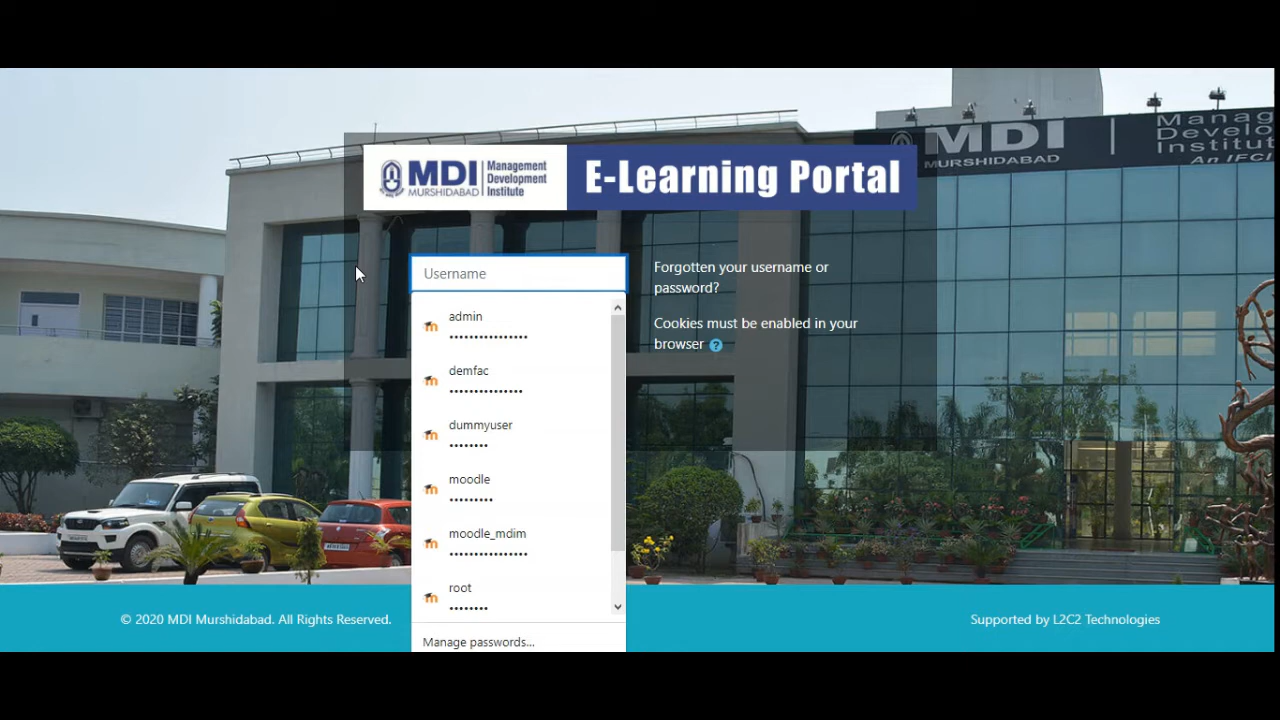 Manag
Develo
Institut
An IFCI
MDI
MURSHIDABAD
MDI
MURSHIDABAD
Management
Development
Institute
E-Learning Portal
Username
admin
••••••••••••••••
demfac
•••••••••••••••
dummyuser
••••••••
moodle
•••••••••
moodle_mdim
••••••••••••••••
root
••••••••
Manage passwords...
Forgotten your username or
password?
Cookies must be enabled in your
browser ?
© 2020 MDI Murshidabad. All Rights Reserved.
Supported by L2C2 Technologies